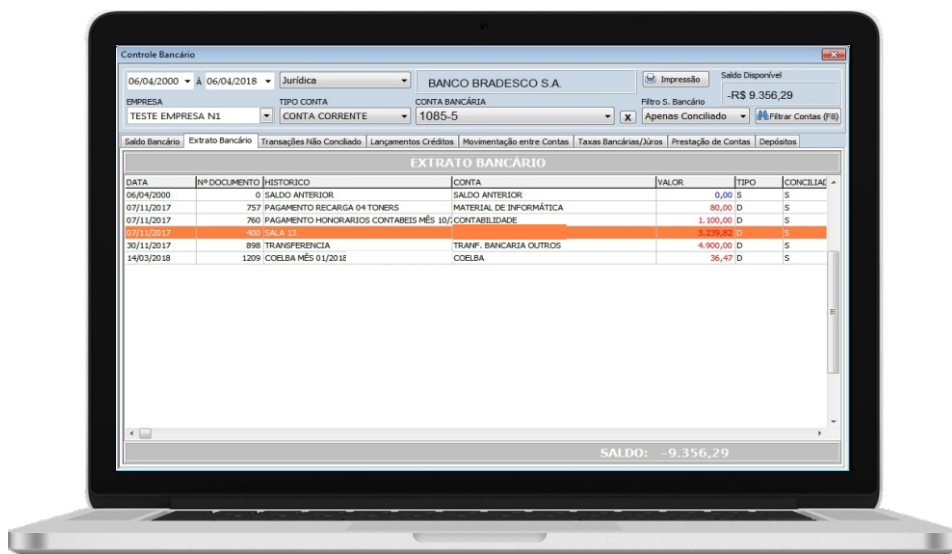 Controle Bancário
06/04/2000 À 06/04/2018 Jurídica BANCO BRADESCO S.A. Impressão Saldo Disponível
-R$ 9.356,29
EMPRESA TIPO CONTA CONTA BANCÁRIA Filtro S. Bancário
TESTE EMPRESA N1 CONTA CORRENTE 1085-5 X Apenas Conciliado Filtrar Contas (F8)
Saldo Bancário Extrato Bancário Transações Não Conciliado Lançamentos Créditos Movimentação entre Contas Taxas Bancárias/Júros Prestação de Contas Depósitos
EXTRATO BANCÁRIO
DATA Nº DOCUMENTO HISTORICO CONTA VALOR TIPO CONCILIAD
06/04/2000 0 SALDO ANTERIOR SALDO ANTERIOR 0,00 S S
07/11/2017 757 PAGAMENTO RECARGA 04 TONERS MATERIAL DE INFORMÁTICA 80,00 D S
07/11/2017 760 PAGAMENTO HONORARIOS CONTABEIS MÊS 10/ CONTABILIDADE 1.100,00 D S
07/11/2017 400 SALA 13 3.239,82 D S
30/11/2017 898 TRANSFERENCIA TRANF. BANCARIA OUTROS 4.900,00 D S
14/03/2018 1209 COELBA MÊS 01/2018 COELBA 36,47 D S
SALDO: -9.356,29